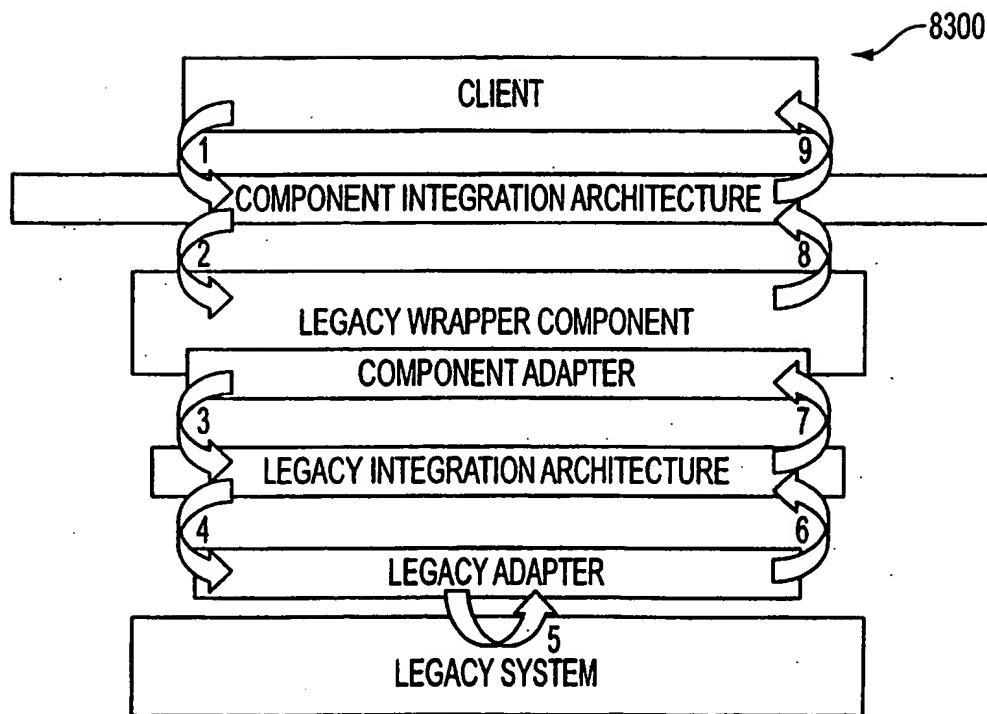 8300
CLIENT
1
9
COMPONENT INTEGRATION ARCHITECTURE
2
8
LEGACY WRAPPER COMPONENT
COMPONENT ADAPTER
3
7
LEGACY INTEGRATION ARCHITECTURE
4
6
LEGACY ADAPTER
5
LEGACY SYSTEM